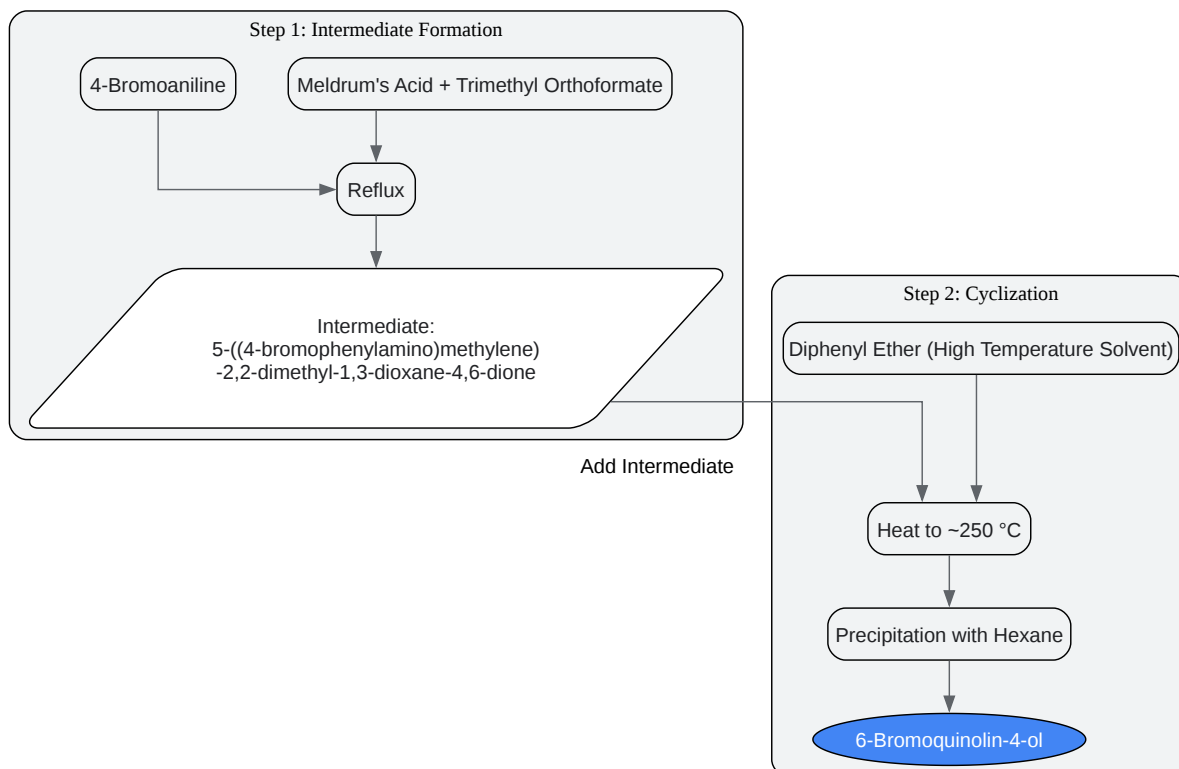 Step 1: Intermediate Formation
4-Bromoaniline
Meldrum's Acid + Trimethyl Orthoformate
Reflux
Intermediate:
5-((4-bromophenylamino)methylene)
-2,2-dimethyl-1,3-dioxane-4,6-dione
Add Intermediate
Step 2: Cyclization
Diphenyl Ether (High Temperature Solvent)
Heat to ~250 °C
Precipitation with Hexane
6-Bromoquinolin-4-ol